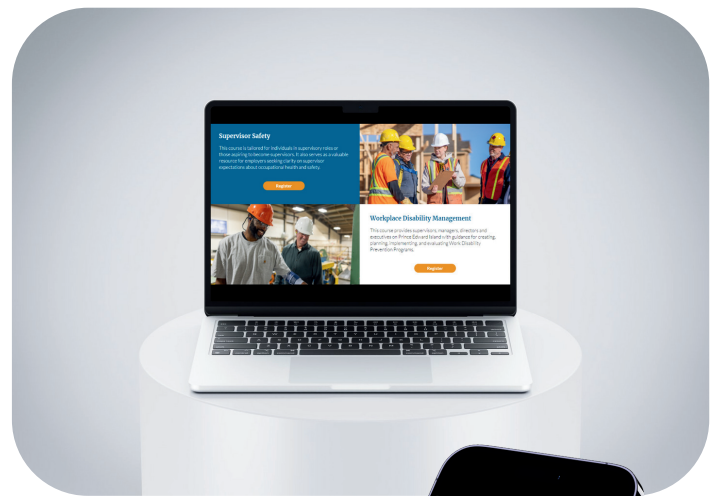 Supervisor Safety
This course is tailored for individuals in supervisory roles or
those aspiring to become supervisors. It also serves as a valuable
resource for employers seeking clarity on supervisor
expectations about occupational health and safety.
Register
Workplace Disability Management
This course provides supervisors, managers, directors and
executives on Prince Edward Island with guidance for creating,
planning, implementing, and evaluating Work Disability
Prevention Programs.
Register